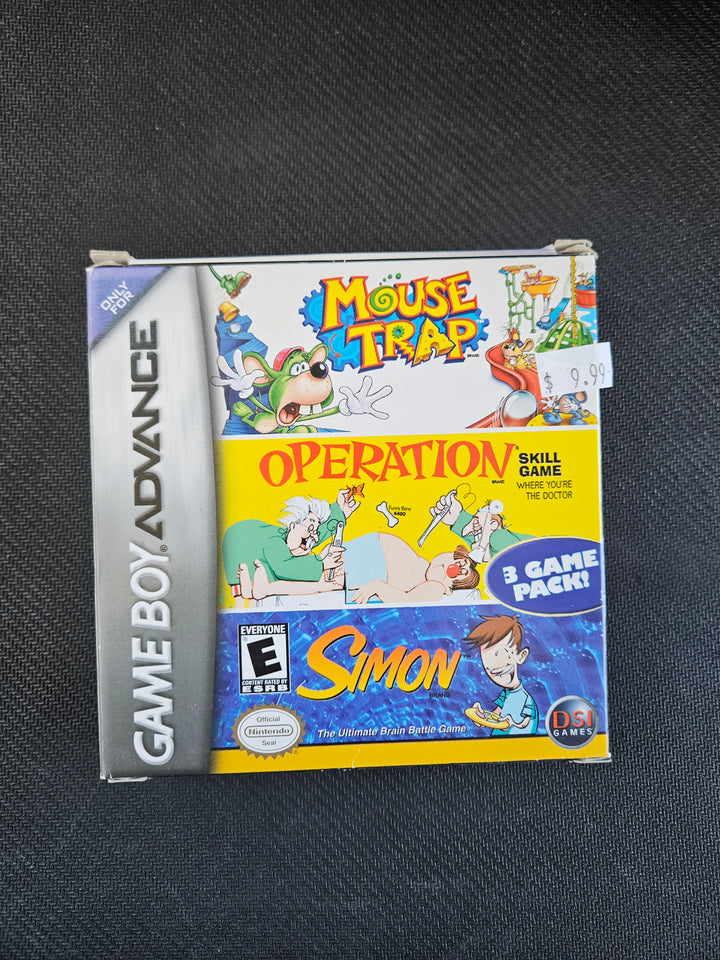 ONLY
FOR
GAME BOY ADVANCE
MOUSE
TRAP
BRAND
$ 9.99
OPERATION
BRAND
SKILL
GAME
WHERE YOU'RE
THE DOCTOR
Funny Bone
$400
3 GAME
PACK!
EVERYONE
E
CONTENT RATED BY
ESRB
SIMON™
BRAND
Official
Nintendo
Seal
The Ultimate Brain Battle Game
DSI
GAMES